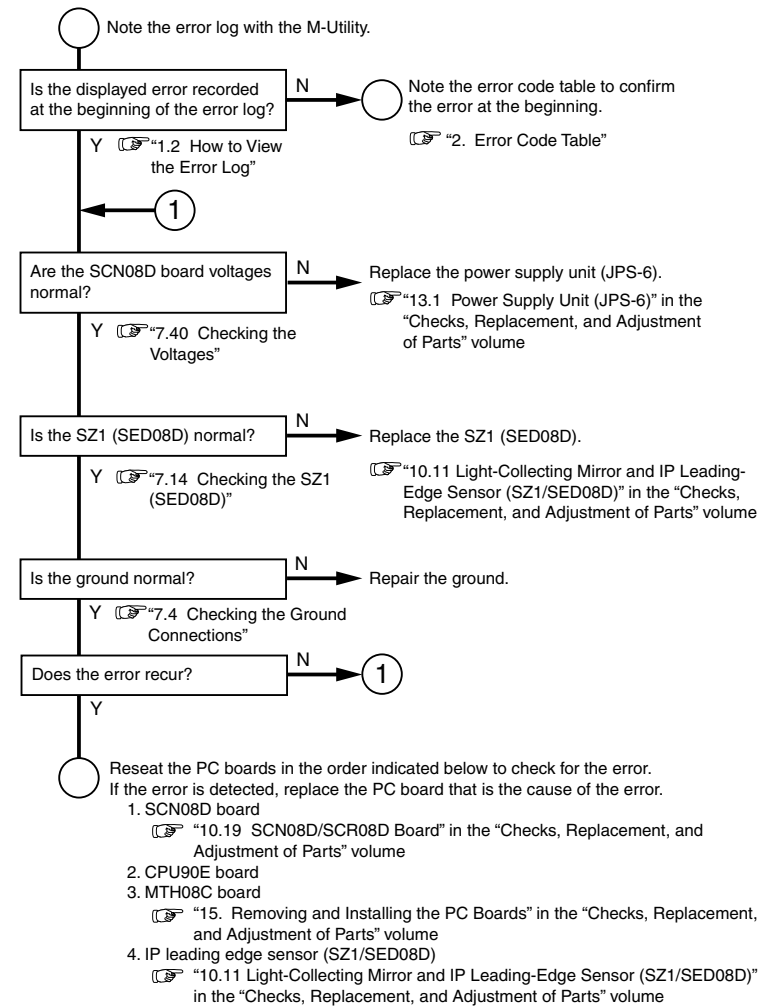 Note the error log with the M-Utility.
Is the displayed error recorded
at the beginning of the error log?
N
Note the error code table to confirm
the error at the beginning.
“2. Error Code Table”
Y
“1.2 How to View
the Error Log”
1
Are the SCN08D board voltages
normal?
N
Replace the power supply unit (JPS-6).
“13.1 Power Supply Unit (JPS-6)” in the
“Checks, Replacement, and Adjustment
of Parts” volume
Y
“7.40 Checking the
Voltages”
Is the SZ1 (SED08D) normal?
N
Replace the SZ1 (SED08D).
“10.11 Light-Collecting Mirror and IP Leading-
Edge Sensor (SZ1/SED08D)” in the “Checks,
Replacement, and Adjustment of Parts” volume
Y
“7.14 Checking the SZ1
(SED08D)”
Is the ground normal?
N
Repair the ground.
Y
“7.4 Checking the Ground
Connections”
Does the error recur?
N
1
Y
Reseat the PC boards in the order indicated below to check for the error.
If the error is detected, replace the PC board that is the cause of the error.
1. SCN08D board
“10.19 SCN08D/SCR08D Board” in the “Checks, Replacement, and
Adjustment of Parts” volume
2. CPU90E board
3. MTH08C board
“15. Removing and Installing the PC Boards” in the “Checks, Replacement,
and Adjustment of Parts” volume
4. IP leading edge sensor (SZ1/SED08D)
“10.11 Light-Collecting Mirror and IP Leading-Edge Sensor (SZ1/SED08D)”
in the “Checks, Replacement, and Adjustment of Parts” volume